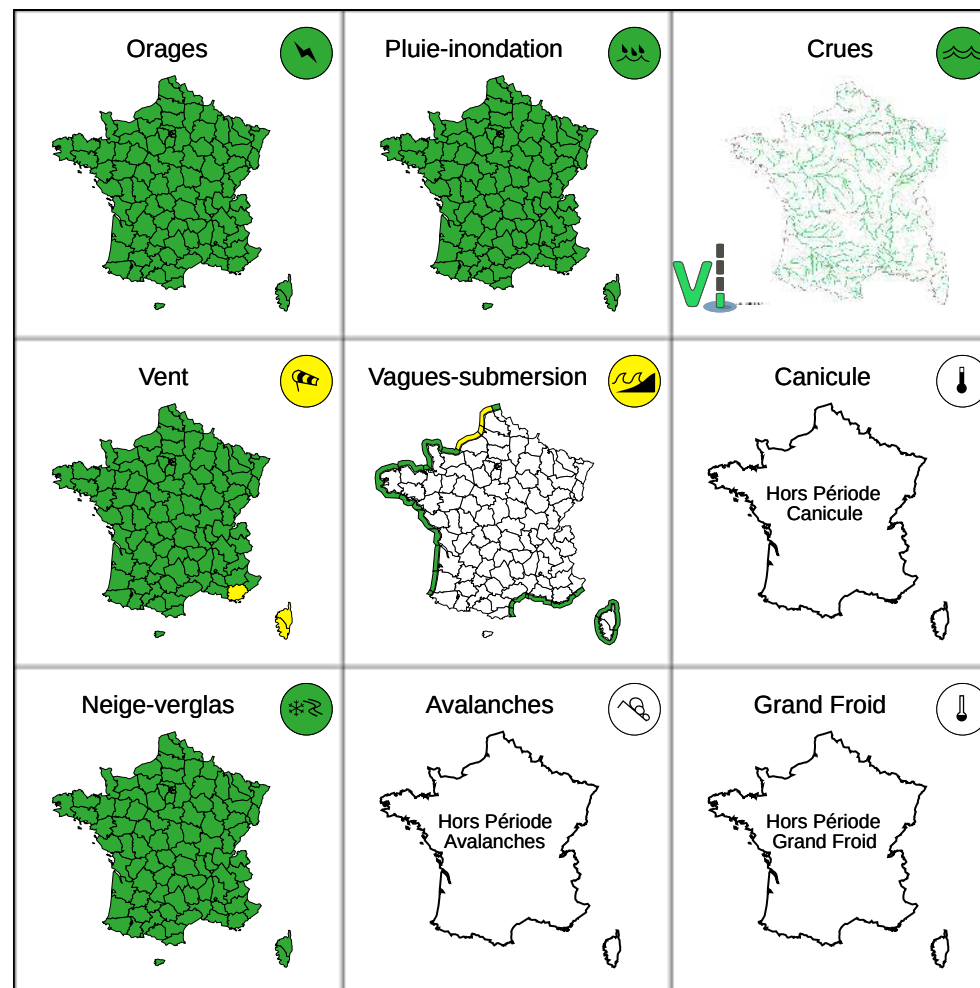 Orages
Pluie-inondation
Crues
Vi
Vent
Vagues-submersion
Canicule
Hors Période
Canicule
Neige-verglas
Avalanches
Hors Période
Avalanches
Grand Froid
Hors Période
Grand Froid